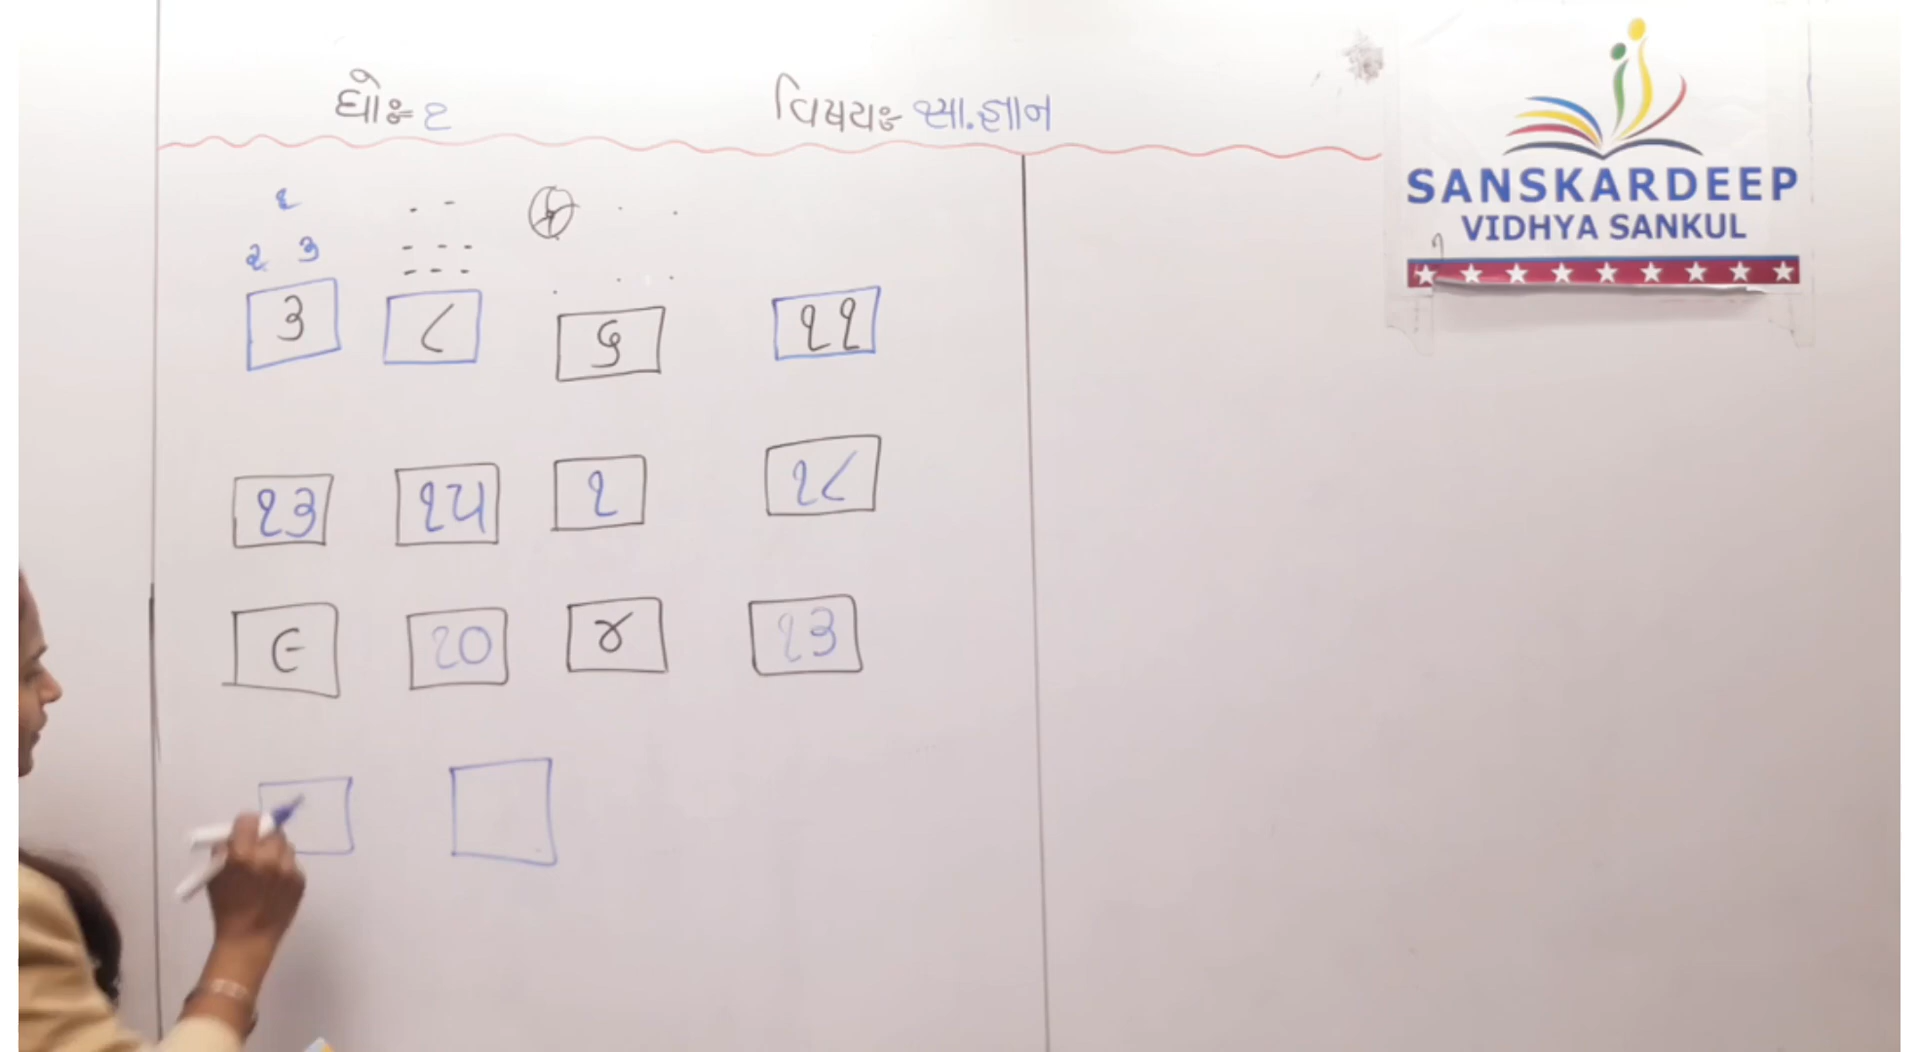 ધોઃ- ૨ વિષયઃ- સા.જ્ઞાન
SANSKARDEEP
VIDHYA SANKUL
૧
૨ ૩
૩ ૮ ૬ ૧૧
૧૩ ૧૫ ૧ ૧૮
૯ ૨૦ ૪ ૨૩